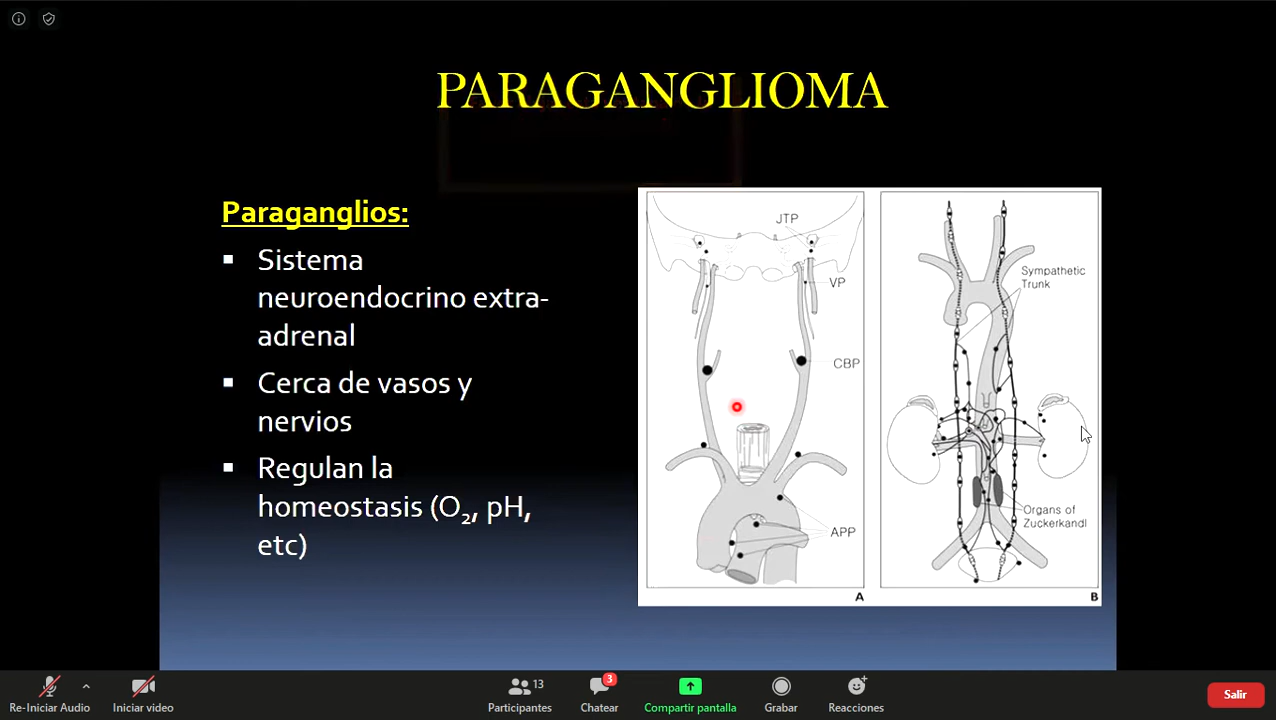 PARAGANGLIOMA
Paraganglios:
▪ Sistema
neuroendocrino extra-
adrenal
▪ Cerca de vasos y
nervios
▪ Regulan la
homeostasis (O₂, pH,
etc)
JTP
VP
CBP
APP
A
Sympathetic
Trunk
Organs of
Zuckerkandl
B
Re-Iniciar Audio
Iniciar video
13
Participantes
3
Chatear
Compartir pantalla
Grabar
Reacciones
Salir